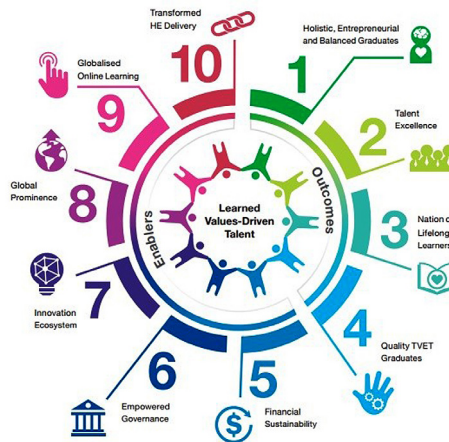 Transformed
HE Delivery
10
1
Holistic, Entrepreneurial
and Balanced Graduates
Globalised
Online Learning
9
2
Talent
Excellence
Global
Prominence
8
3
Nation o
Lifelong
Learners
Enablers
Learned
Values-Driven
Talent
Outcomes
Innovation
Ecosystem
7
4
Quality TVET
Graduates
6
5
Empowered
Governance
$
Financial
Sustainability